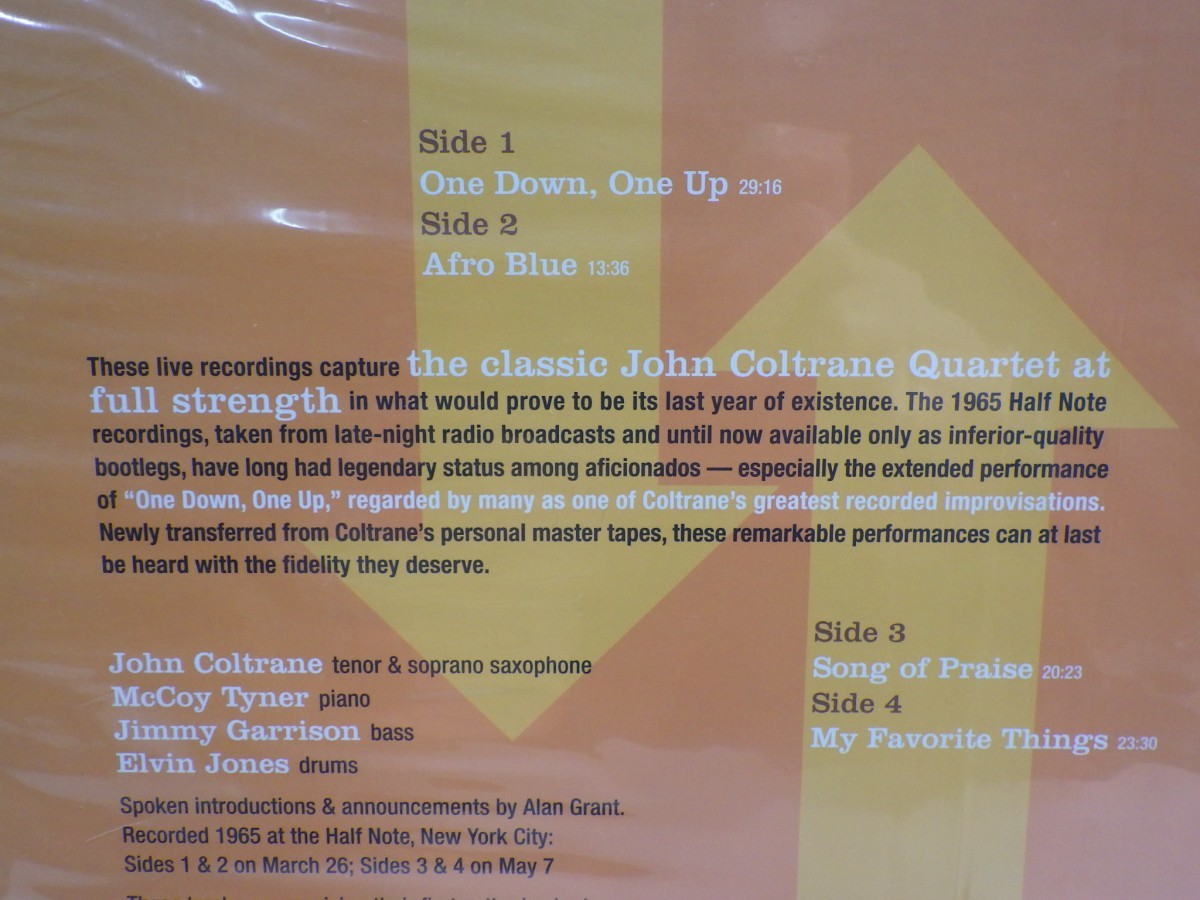 Side 1
One Down, One Up 29:16
Side 2
Afro Blue 13:36
These live recordings capture the classic John Coltrane Quartet at
full strength in what would prove to be its last year of existence. The 1965 Half Note
recordings, taken from late-night radio broadcasts and until now available only as inferior-quality
bootlegs, have long had legendary status among aficionados — especially the extended performance
of “One Down, One Up,” regarded by many as one of Coltrane’s greatest recorded improvisations.
Newly transferred from Coltrane’s personal master tapes, these remarkable performances can at last
be heard with the fidelity they deserve.
Side 3
Song of Praise 20:23
Side 4
My Favorite Things 23:30
John Coltrane tenor & soprano saxophone
McCoy Tyner piano
Jimmy Garrison bass
Elvin Jones drums
Spoken introductions & announcements by Alan Grant.
Recorded 1965 at the Half Note, New York City:
Sides 1 & 2 on March 26; Sides 3 & 4 on May 7